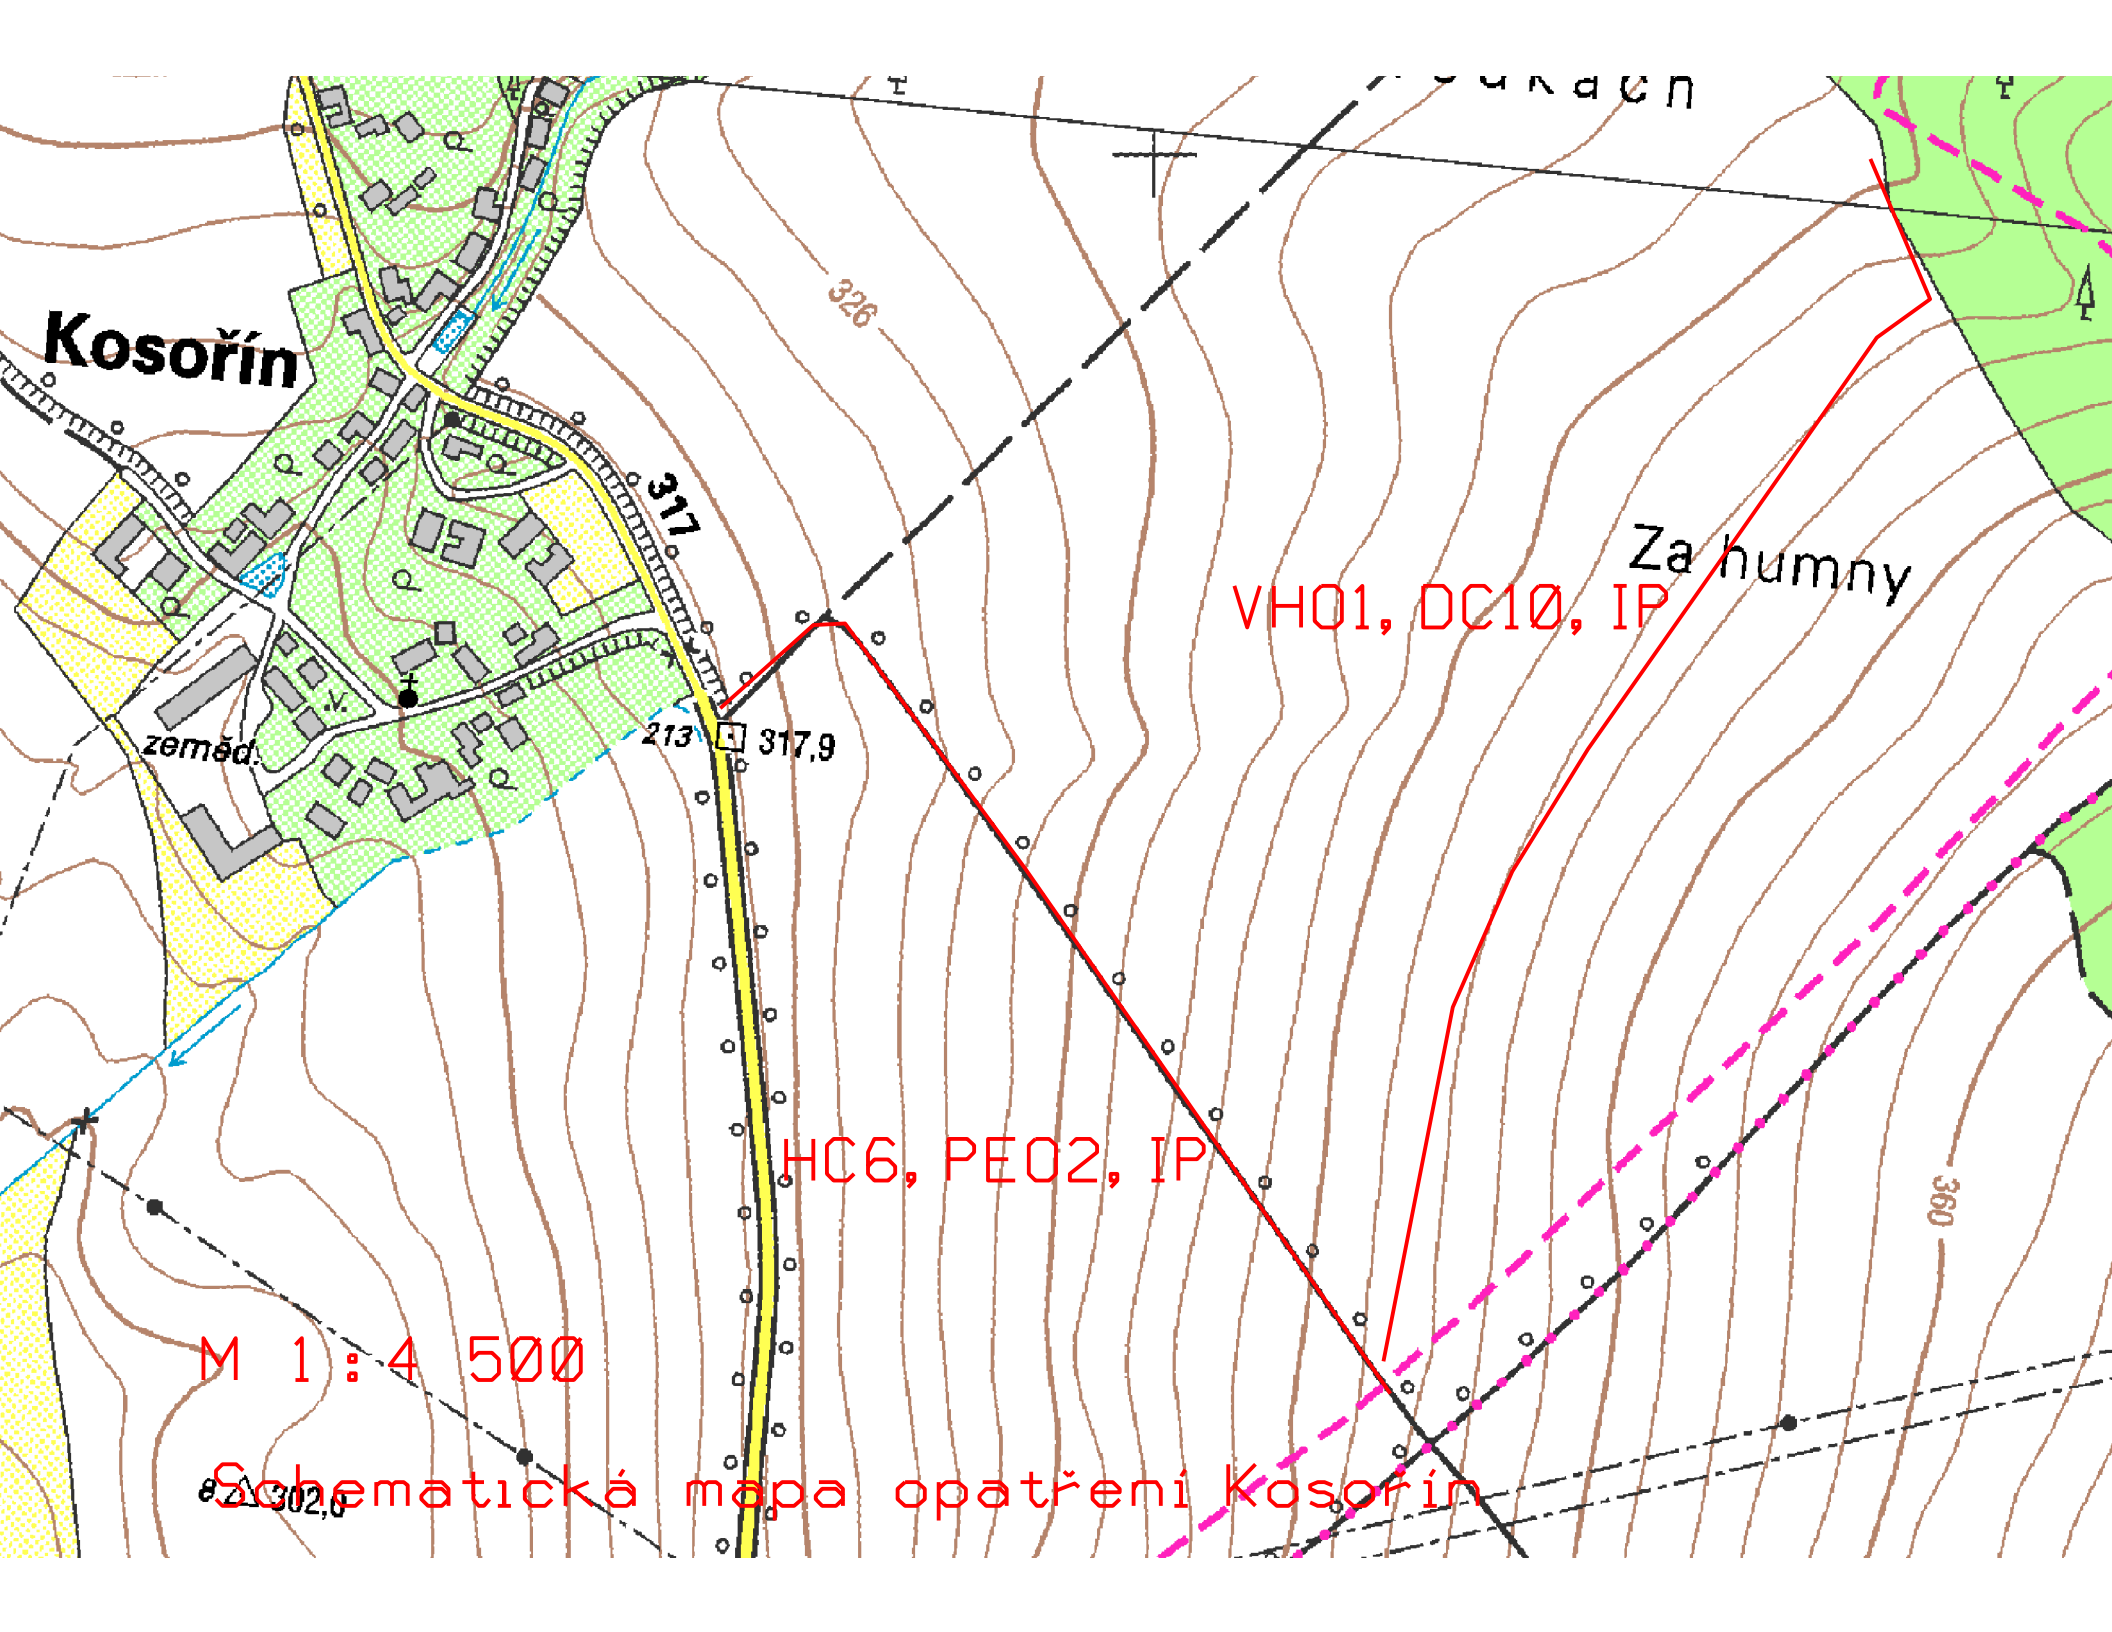 Kosořín
326
317
Za humny
VHO1, DC10, IP
213
317,9
zeměd.
HC6, PEO2, IP
360
M 1:4 500
302,0
Schematická mapa opatření Kosořín